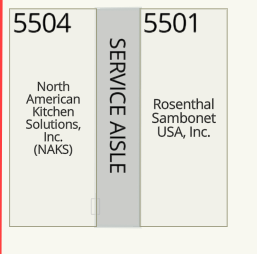 5504
North
American
Kitchen
Solutions,
Inc.
(NAKS)
SERVICE AISLE
5501
Rosenthal
Sambonet
USA, Inc.